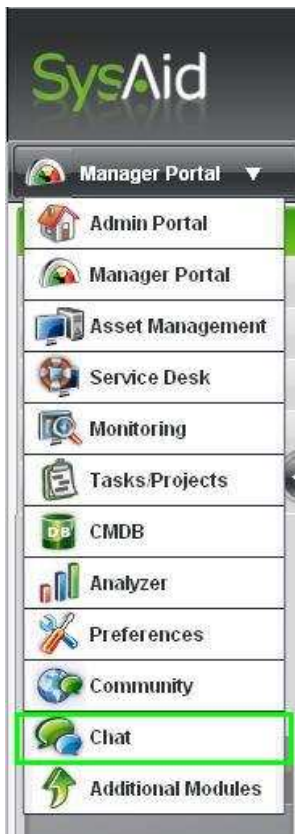 SysAid
Manager Portal
Admin Portal
Manager Portal
Asset Management
Service Desk
Monitoring
Tasks/Projects
DB
CMDB
Analyzer
Preferences
Community
Chat
Additional Modules